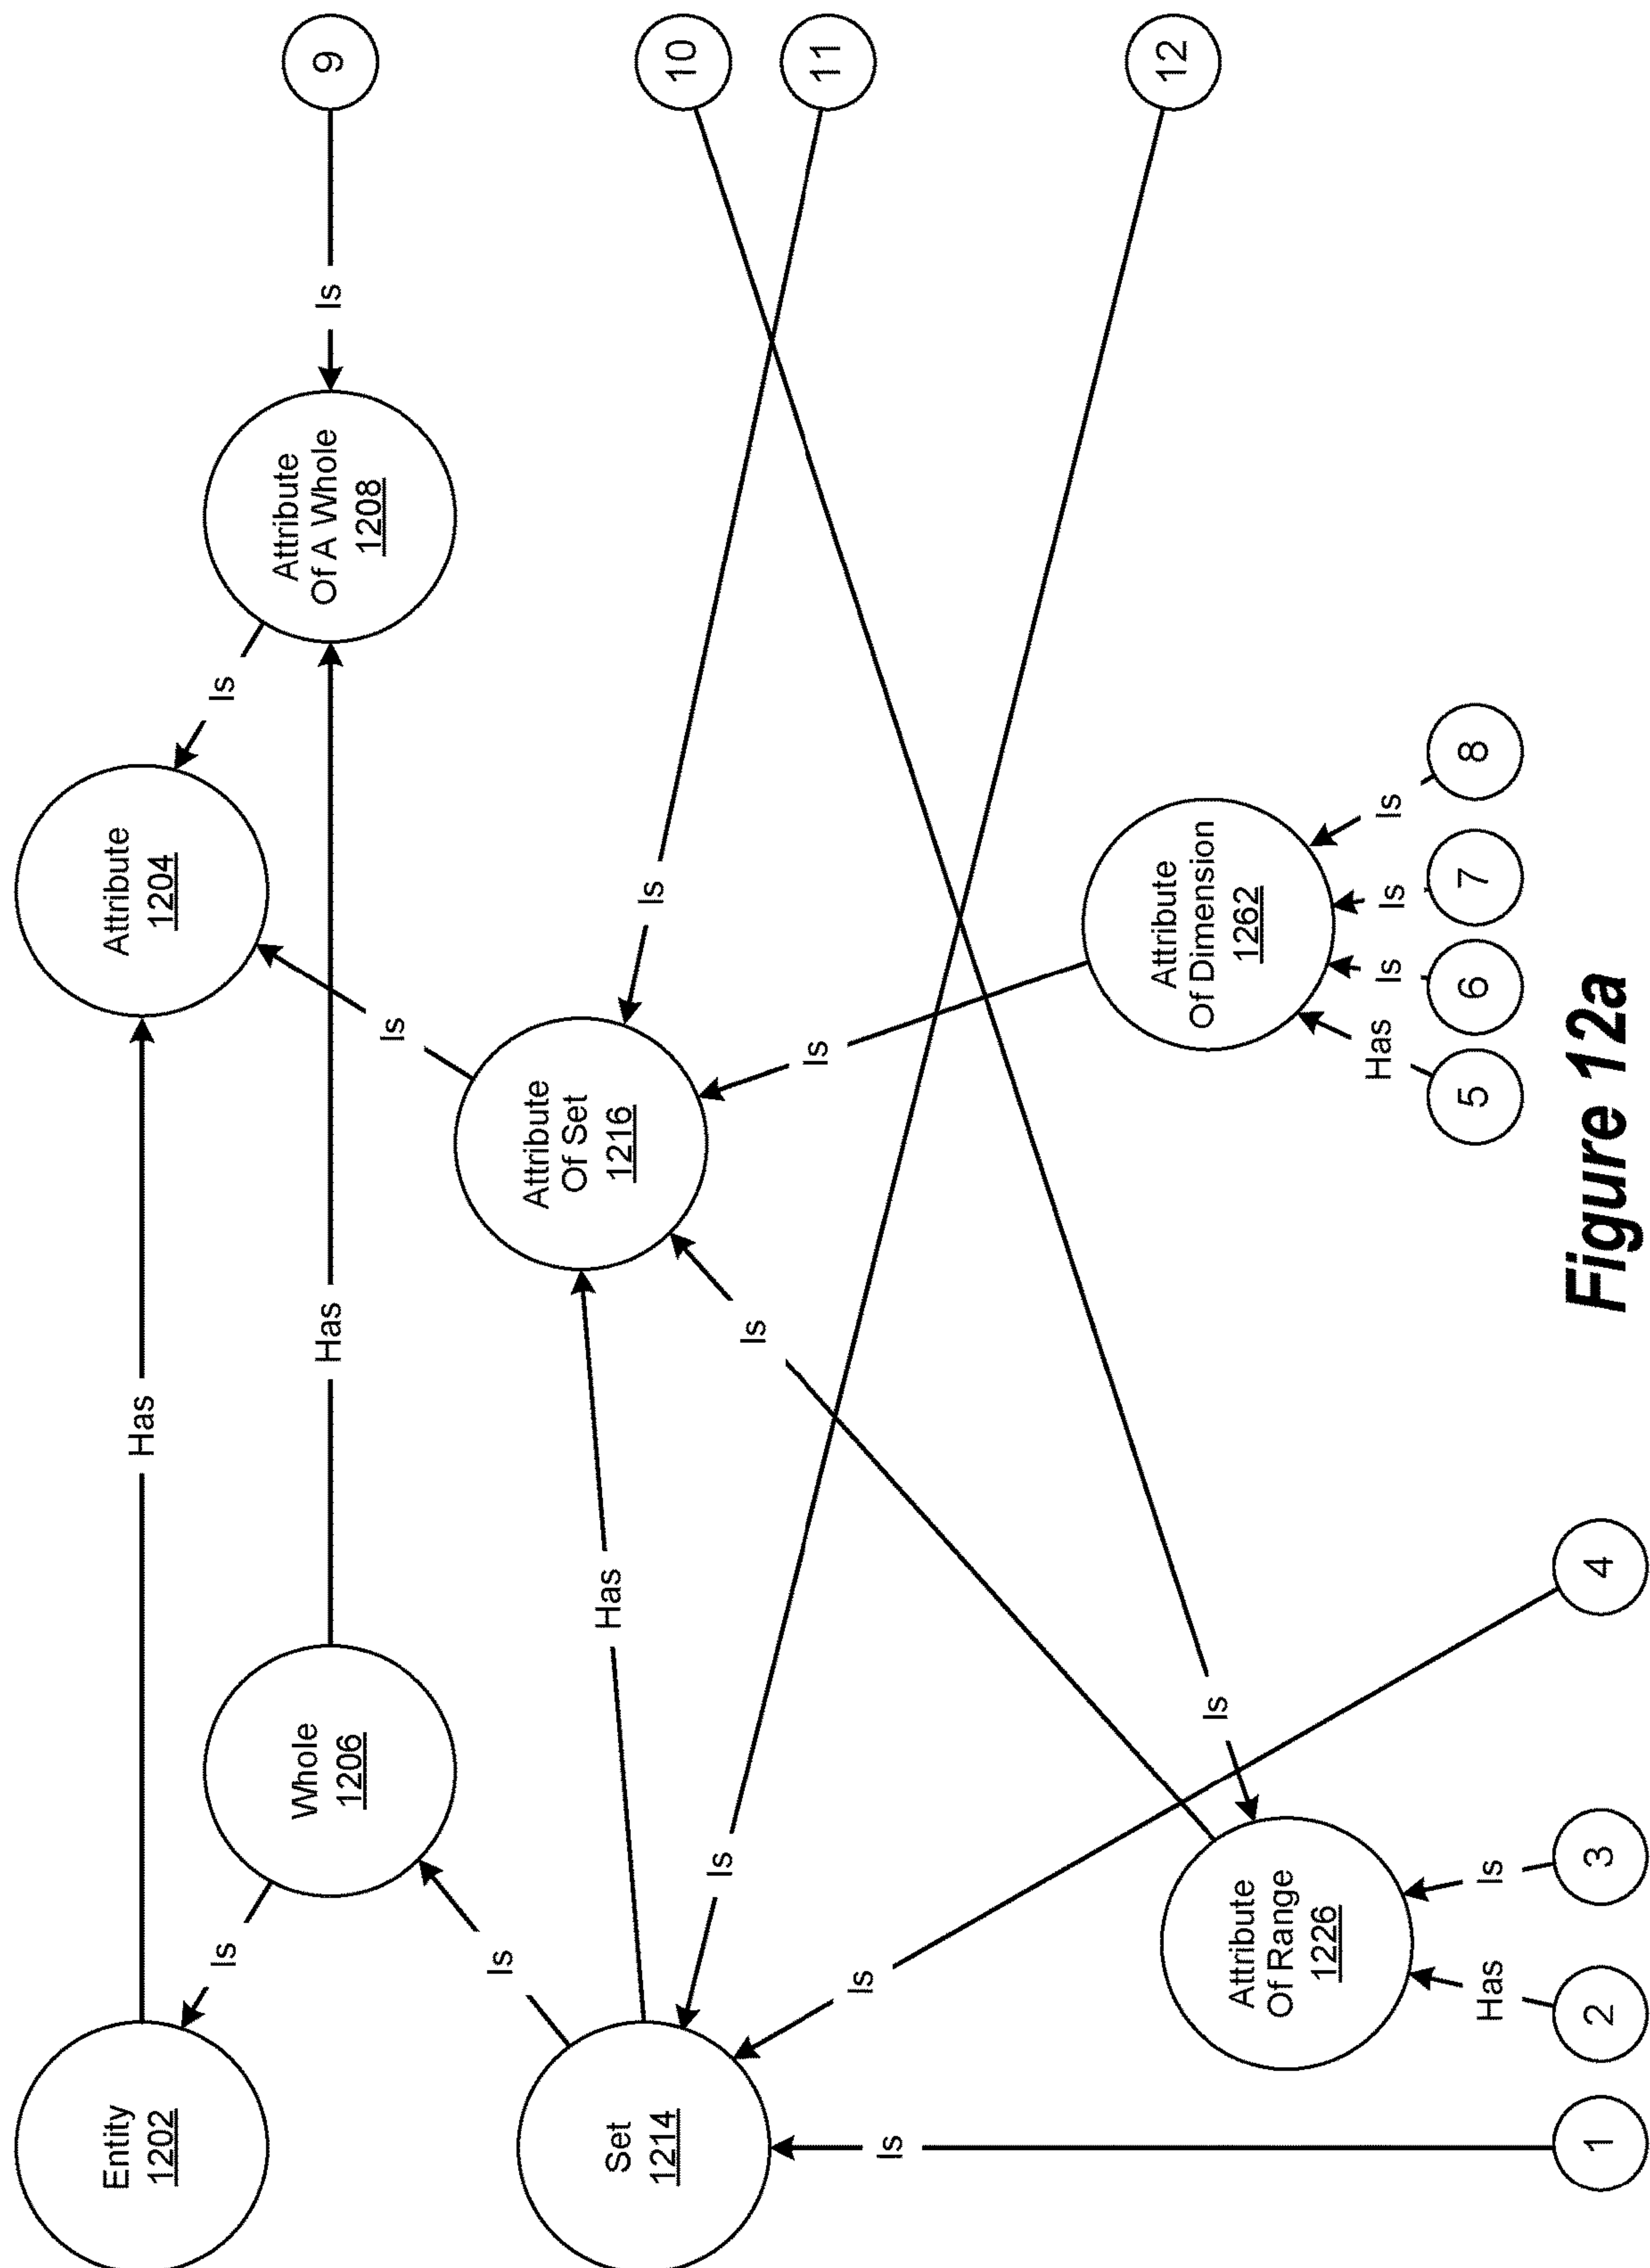 Entity
1202
Has
Attribute
1204
Is
Is
Whole
1206
Has
Attribute
Of A Whole
1208
Is
9
Is
Is
Set
1214
Has
Attribute
Of Set
1216
Is
10
Is
Is
Is
11
Is
Is
12
Attribute
Of Dimension
1262
Is
Attribute
Of Range
1226
Has
Is
Is
Is
5
6
7
8
Has
Is
1
2
3
4
Figure 12a